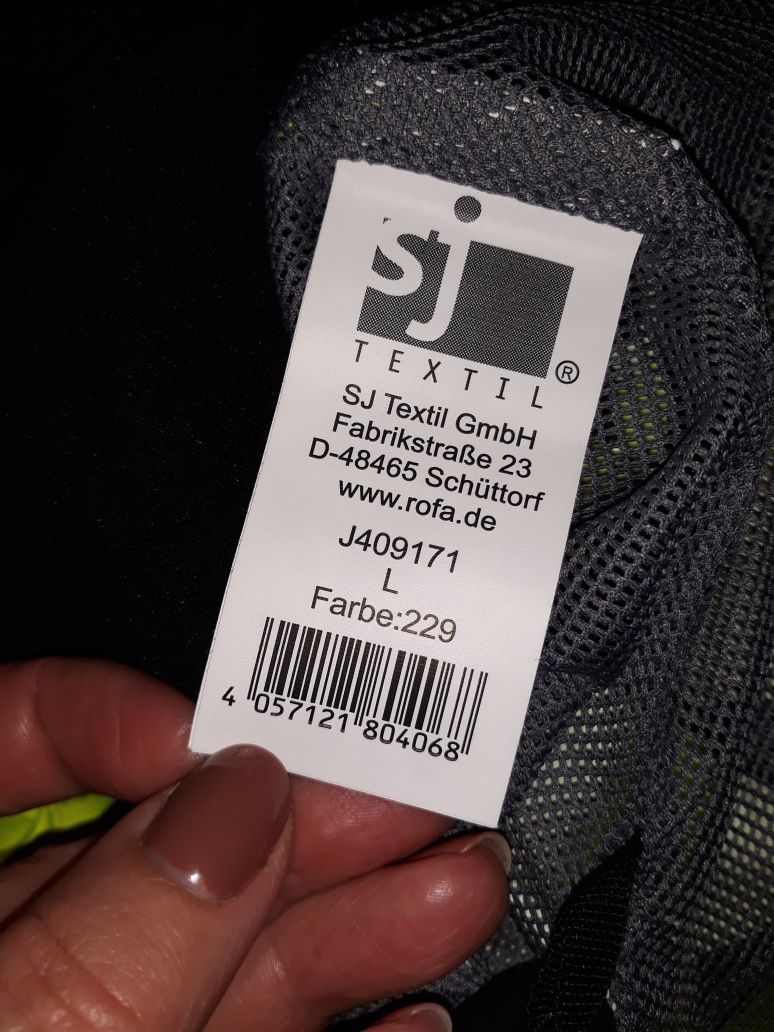 sj
TEXTIL ®
SJ Textil GmbH
Fabrikstraße 23
D-48465 Schüttorf
www.rofa.de
J409171
L
Farbe:229
4 057121 804068